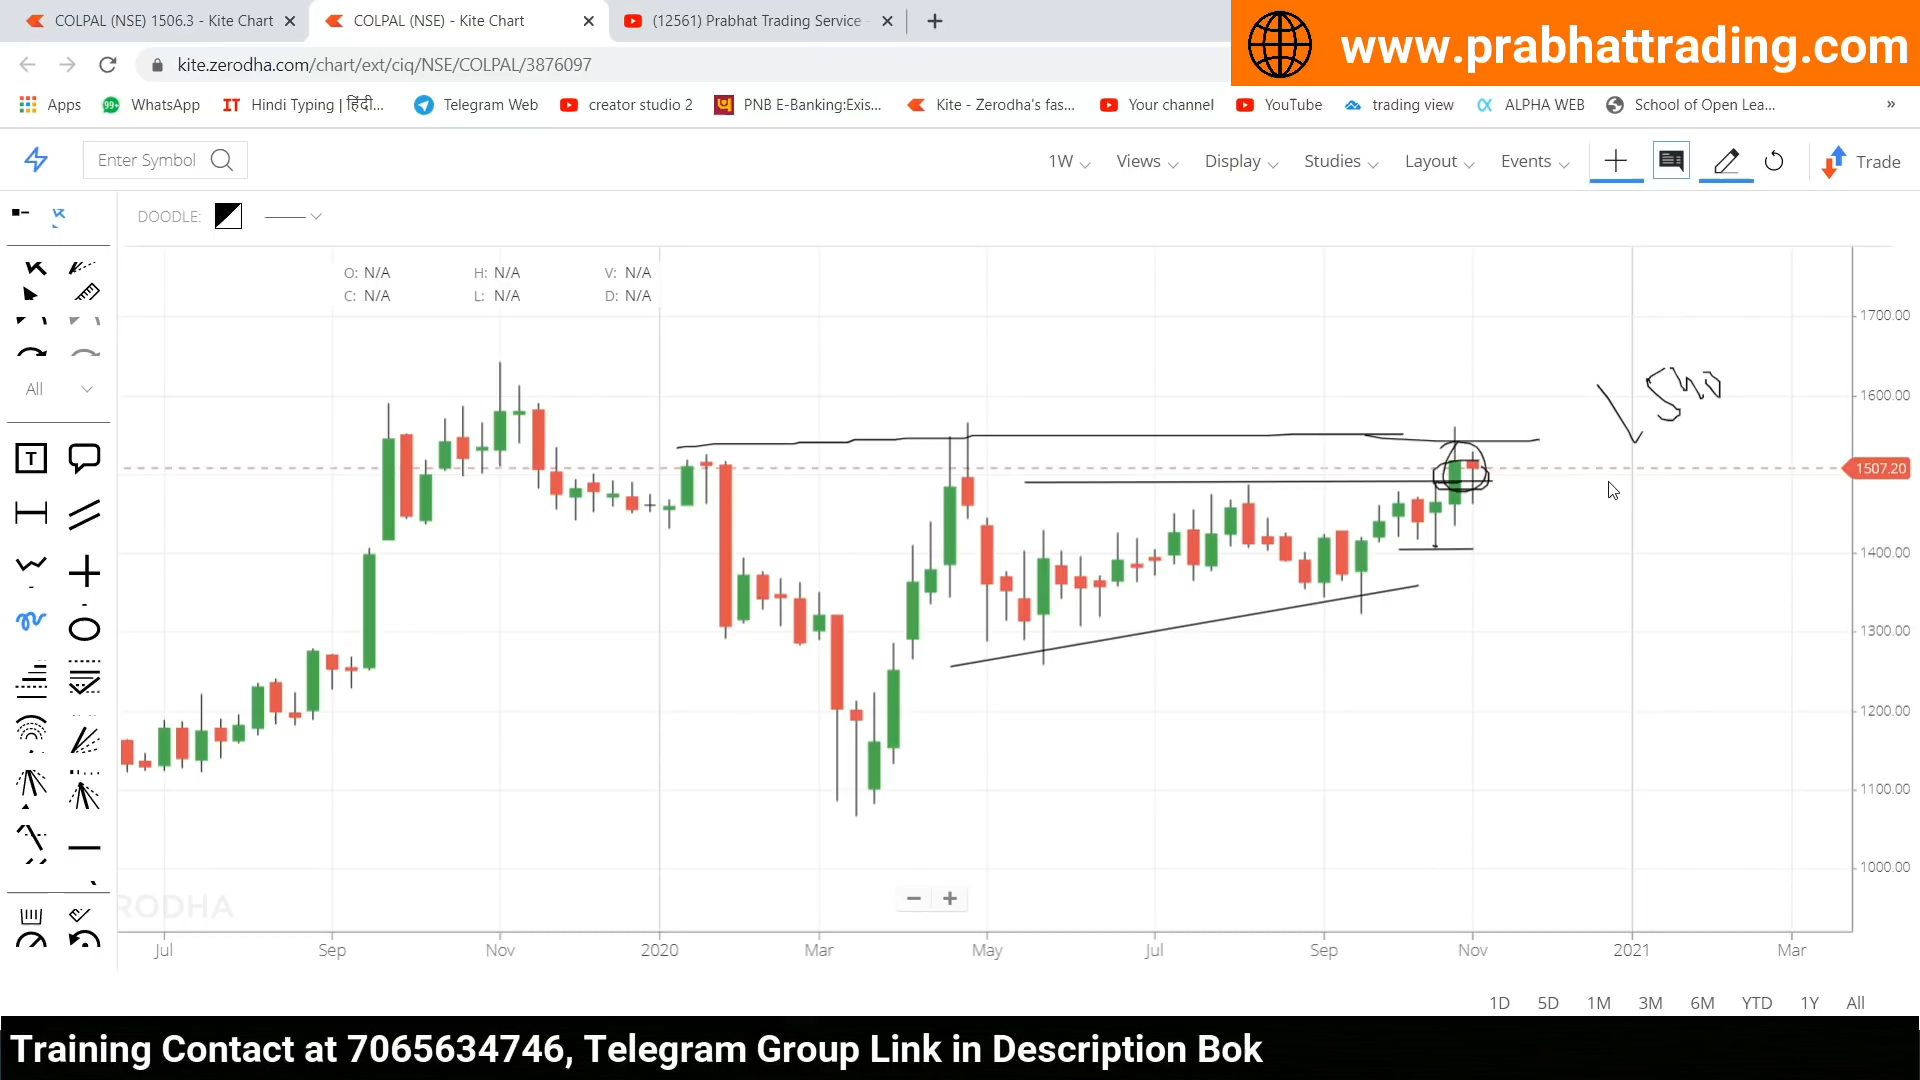 COLPAL (NSE) 1506.3 - Kite Chart
COLPAL (NSE) - Kite Chart
(12561) Prabhat Trading Service -
www.prabhattrading.com
kite.zerodha.com/chart/ext/ciq/NSE/COLPAL/3876097
Apps
99+
WhatsApp
IT Hindi Typing | हिंदी...
Telegram Web
creator studio 2
PNB E-Banking:Exis...
Kite - Zerodha's fas...
Your channel
YouTube
trading view
ALPHA WEB
School of Open Lea...
»
Enter Symbol
1W
Views
Display
Studies
Layout
Events
Trade
DOODLE:
O: N/A H: N/A V: N/A
C: N/A L: N/A D: N/A
All
T
1700.00
1600.00
1507.20
1400.00
1300.00
1200.00
1100.00
1000.00
1540
RODHA
Jul Sep Nov 2020 Mar May Jul Sep Nov 2021 Mar
1D 5D 1M 3M 6M YTD 1Y All
Training Contact at 7065634746, Telegram Group Link in Description Bok